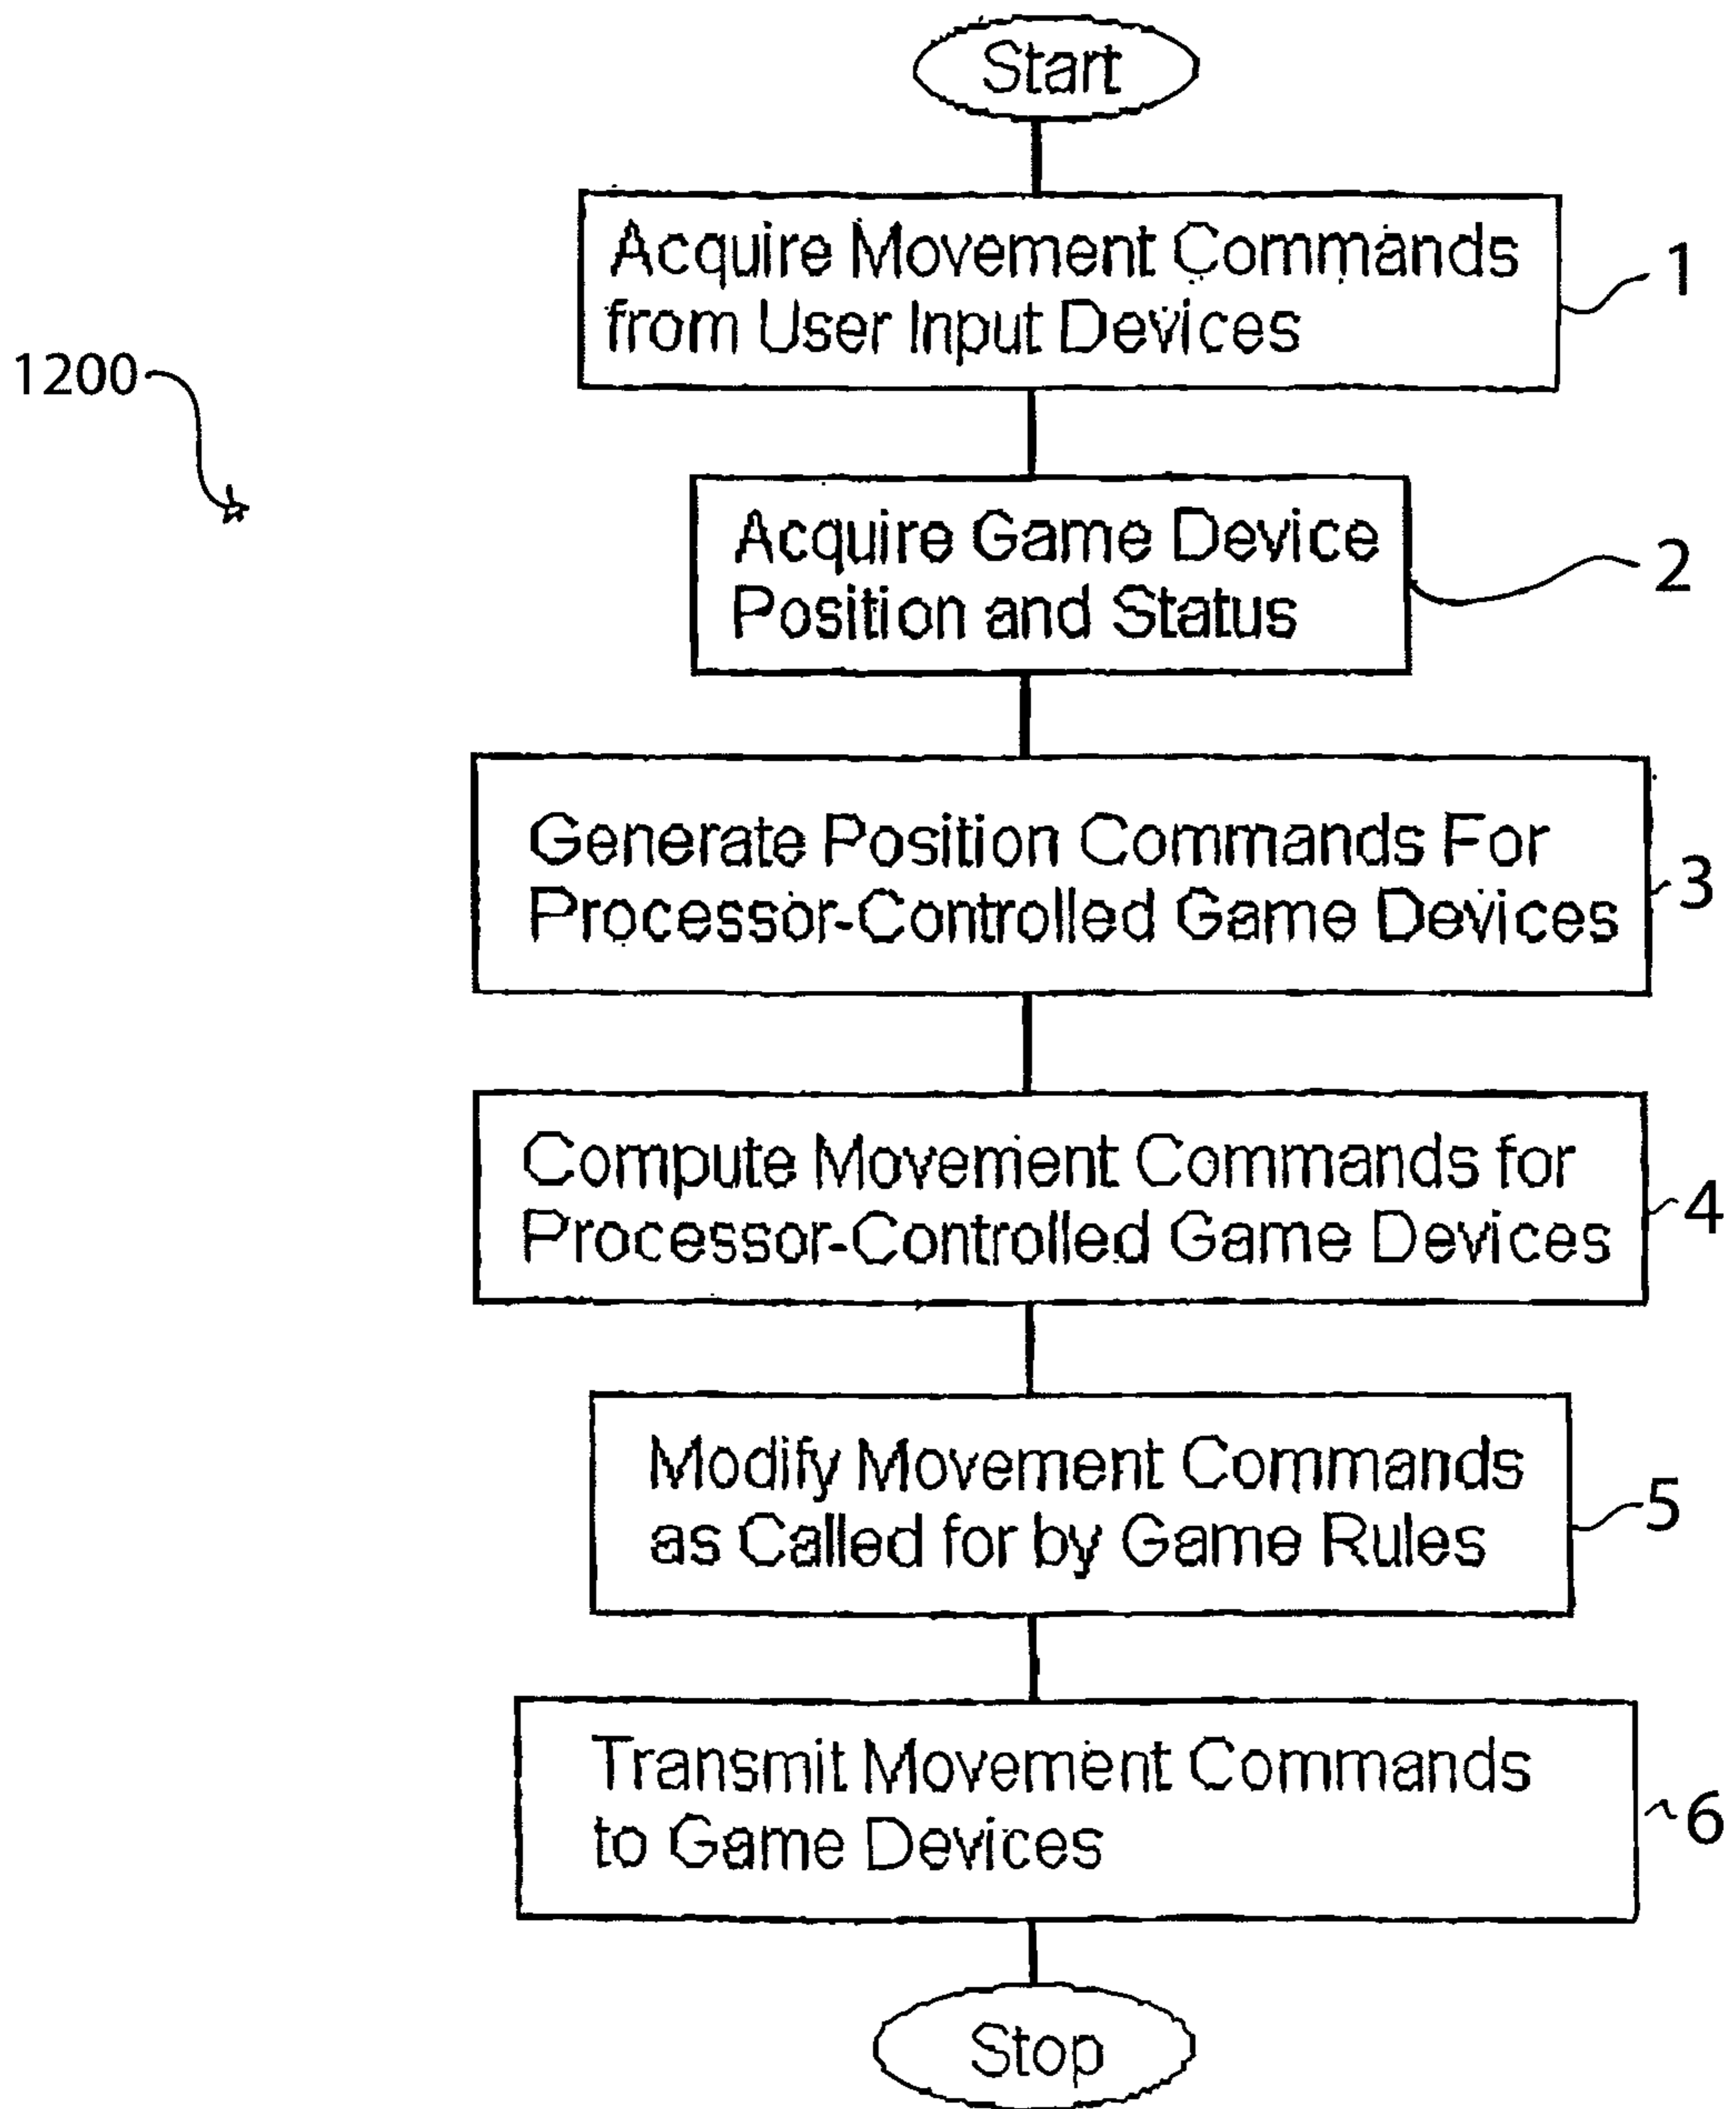 Start
Acquire Movement Commands
from User Input Devices
1
1200
Acquire Game Device
Position and Status
2
Generate Position Commands For
Processor-Controlled Game Devices
3
Compute Movement Commands for
Processor-Controlled Game Devices
4
Modify Movement Commands
as Called for by Game Rules
5
Transmit Movement Commands
to Game Devices
6
Stop